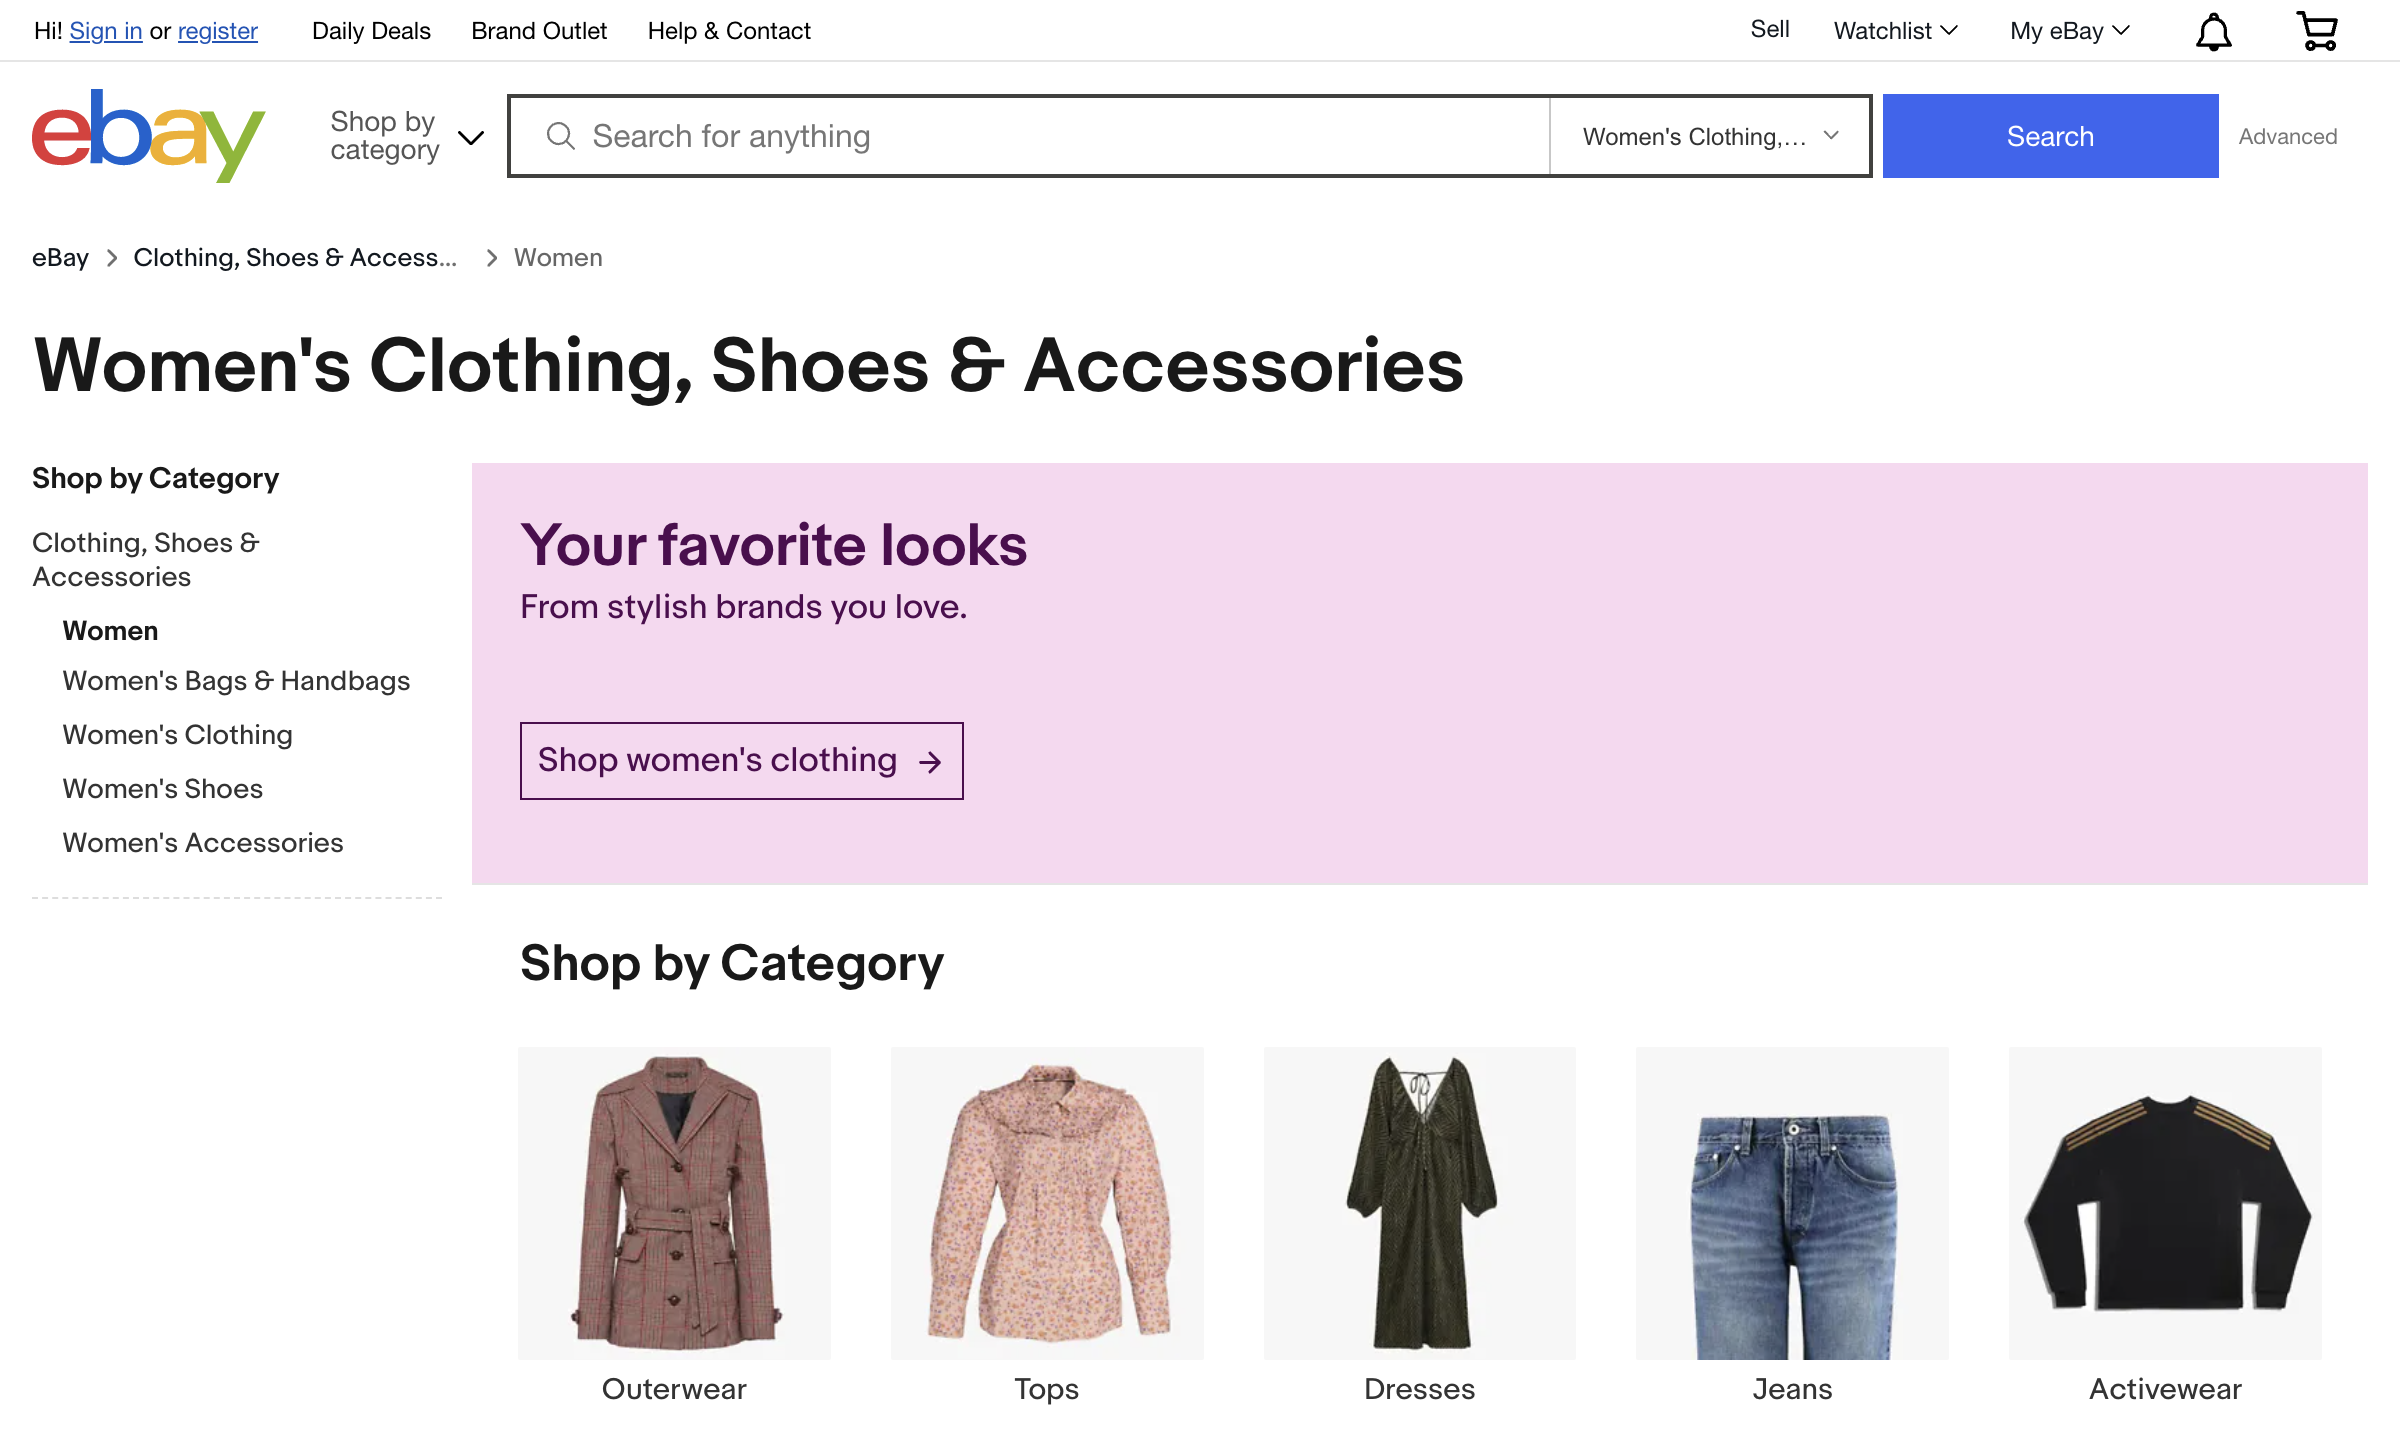 Hi! Sign in or register Daily Deals Brand Outlet Help & Contact Sell Watchlist My eBay
ebay
Shop by
category
Search for anything
Women's Clothing,...
Search
Advanced
eBay Clothing, Shoes & Access... Women
Women's Clothing, Shoes & Accessories
Shop by Category
Clothing, Shoes &
Accessories
Women
Women's Bags & Handbags
Women's Clothing
Women's Shoes
Women's Accessories
Your favorite looks
From stylish brands you love.
Shop women's clothing
Shop by Category
Outerwear
Tops
Dresses
Jeans
Activewear